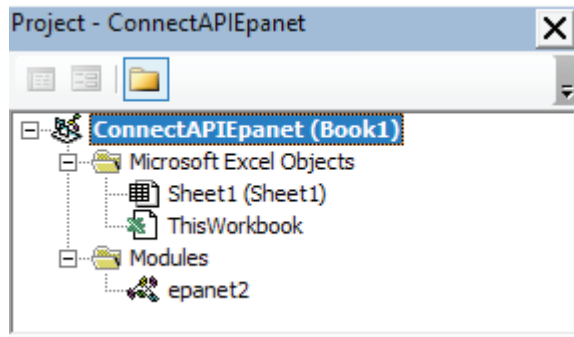 Project - ConnectAPIEpanet
ConnectAPIEpanet (Book1)
Microsoft Excel Objects
Sheet1 (Sheet1)
ThisWorkbook
Modules
epanet2